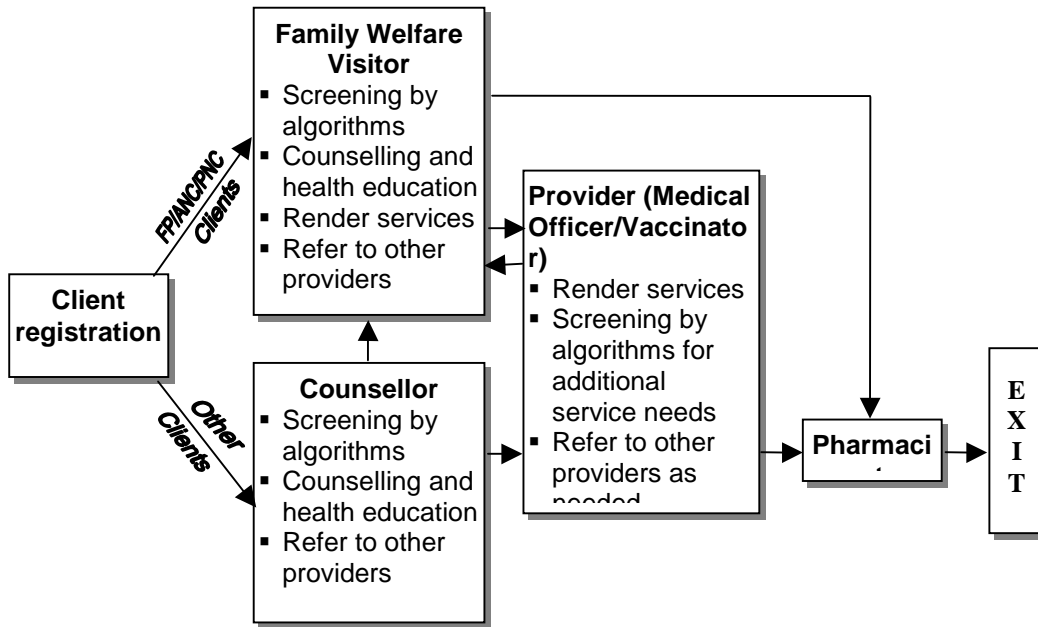 Family Welfare
Visitor
▪ Screening by
algorithms
▪ Counselling and
health education
▪ Render services
▪ Refer to other
providers
FP/ANC/PNC
Clients
Client
registration
Other
Clients
Counsellor
▪ Screening by
algorithms
▪ Counselling and
health education
▪ Refer to other
providers
Provider (Medical
Officer/Vaccinato
r)
▪ Render services
▪ Screening by
algorithms for
additional
service needs
▪ Refer to other
providers as
needed
Pharmaci
E
X
I
T